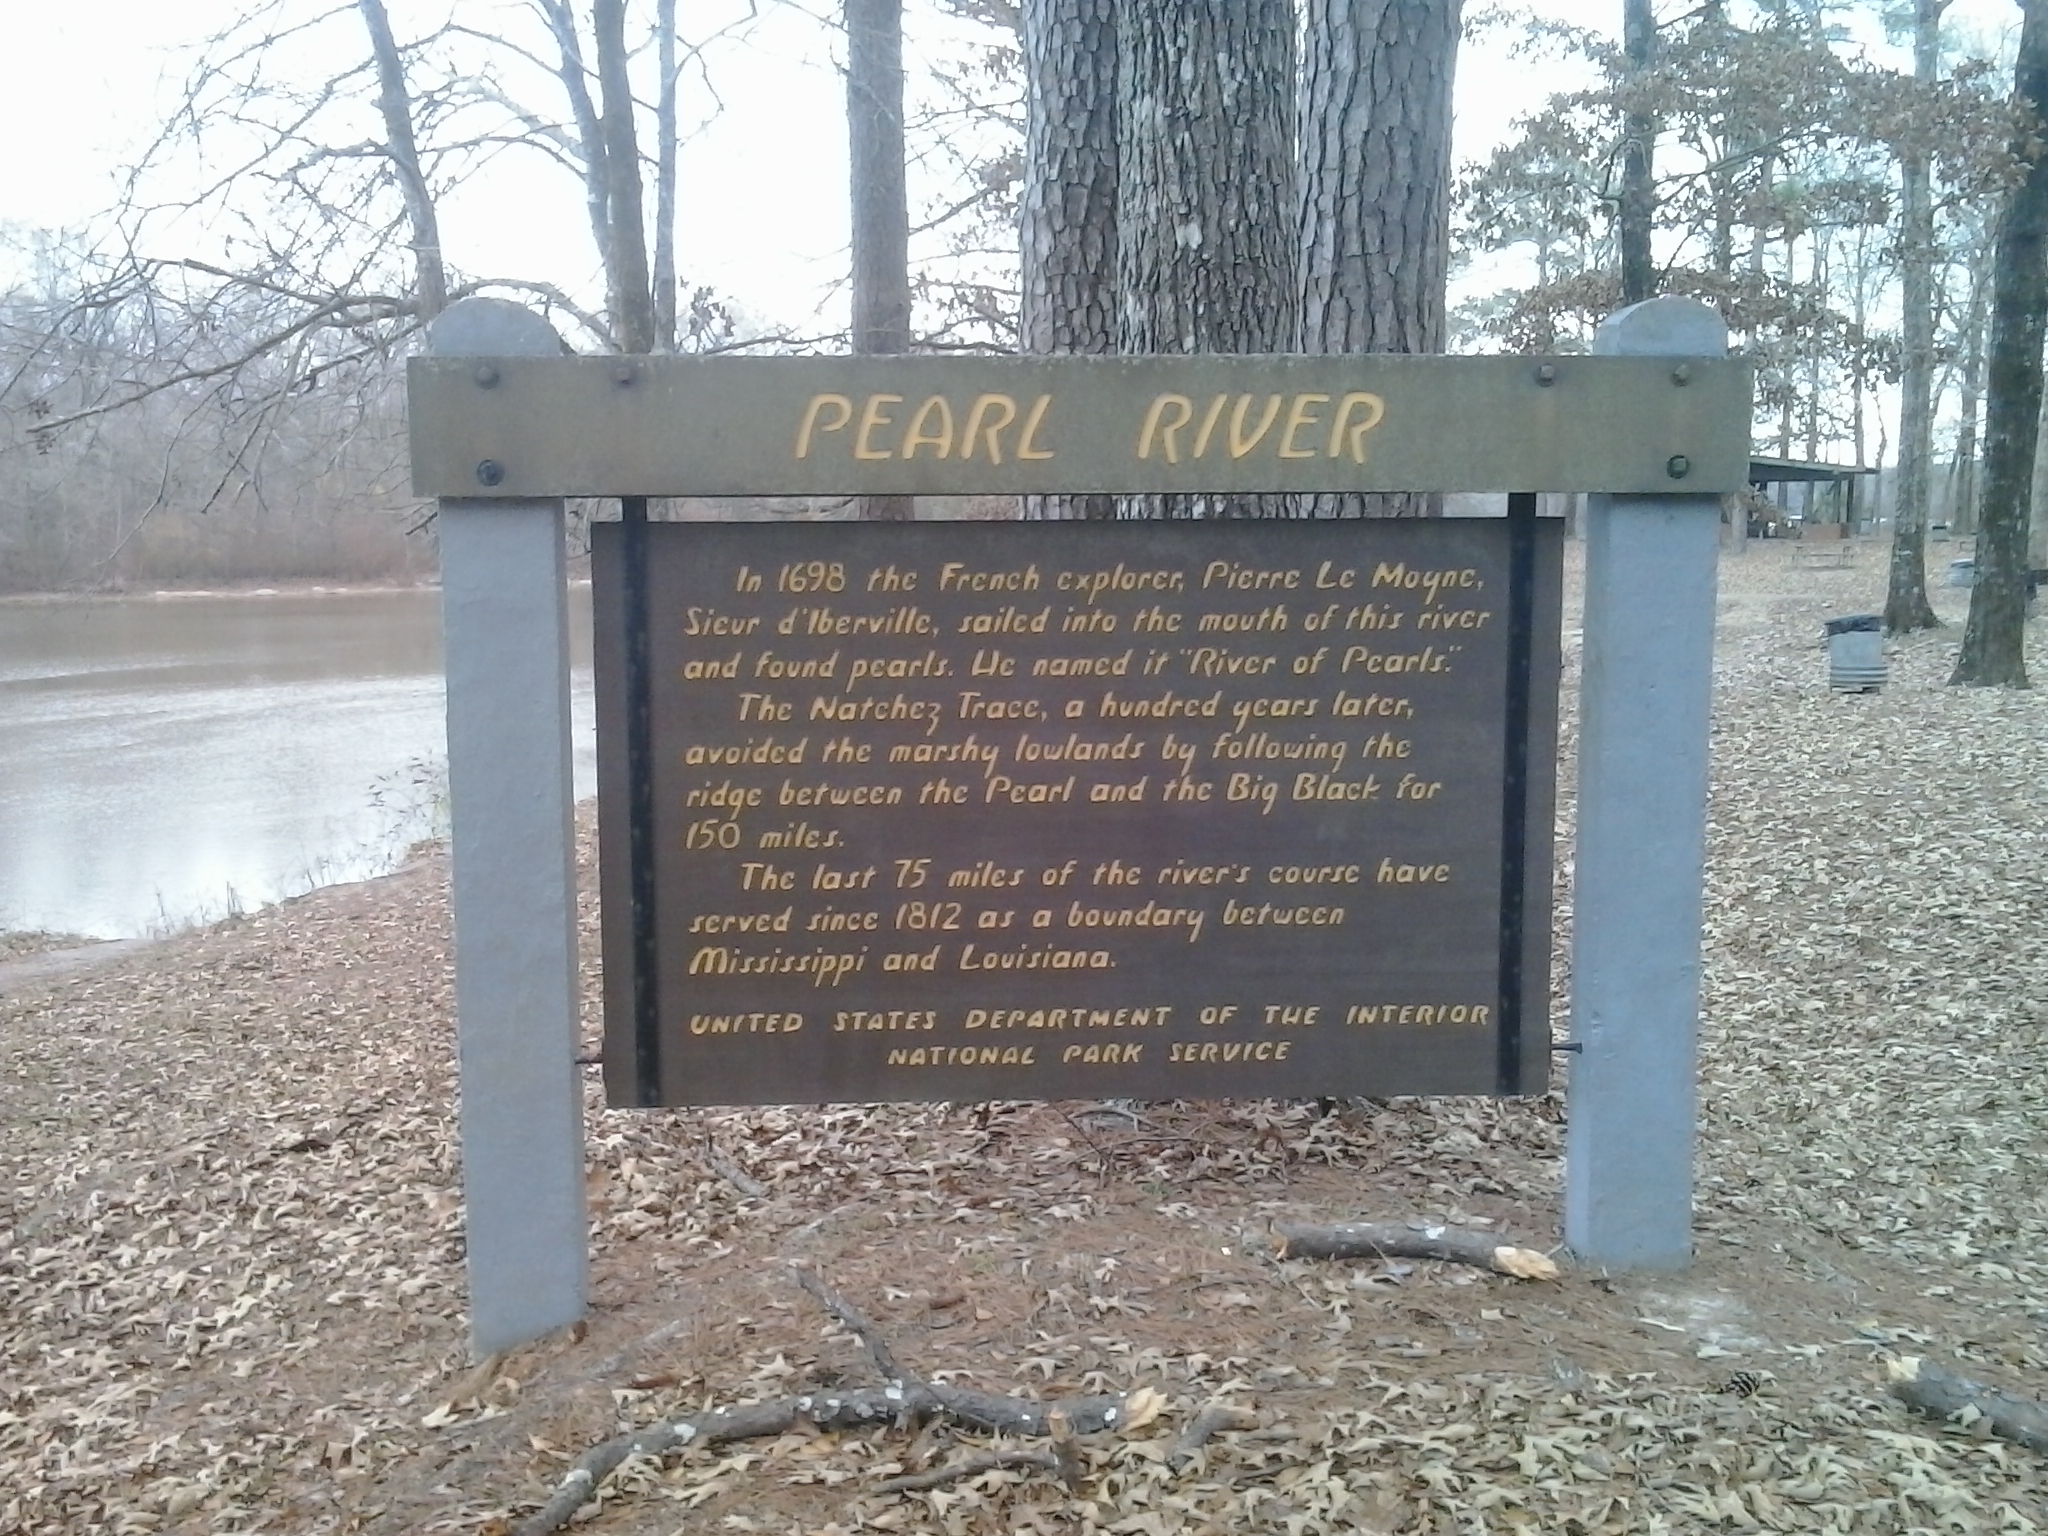 PEARL RIVER
In 1698 the French explorer, Pierre Le Moyne,
Sieur d'Iberville, sailed into the mouth of this river
and found pearls. He named it "River of Pearls."
The Natchez Trace, a hundred years later,
avoided the marshy lowlands by following the
ridge between the Pearl and the Big Black for
150 miles.
The last 75 miles of the river's course have
served since 1812 as a boundary between
Mississippi and Louisiana.
UNITED STATES DEPARTMENT OF THE INTERIOR
NATIONAL PARK SERVICE